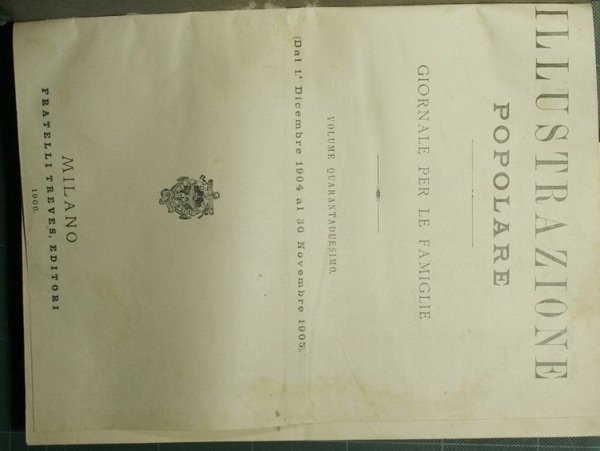 ILLUSTRAZIONE
POPOLARE
GIORNALE PER LE FAMIGLIE
VOLUME QUARANTADUESIMO.
(Dal 1.° Dicembre 1904 al 30 Novembre 1905).
MILANO
FRATELLI TREVES, EDITORI
1906.